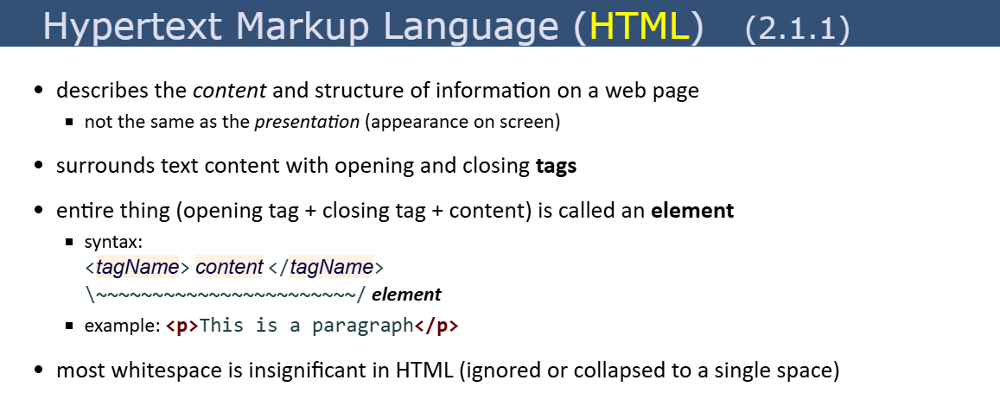 Hypertext Markup Language (HTML) (2.1.1)
• describes the content and structure of information on a web page
▪ not the same as the presentation (appearance on screen)
• surrounds text content with opening and closing tags
• entire thing (opening tag + closing tag + content) is called an element
▪ syntax:
<tagName> content </tagName>
\~~~~~~~~~~~~~~~~~~~~~~~/ element
▪ example: <p>This is a paragraph</p>
• most whitespace is insignificant in HTML (ignored or collapsed to a single space)